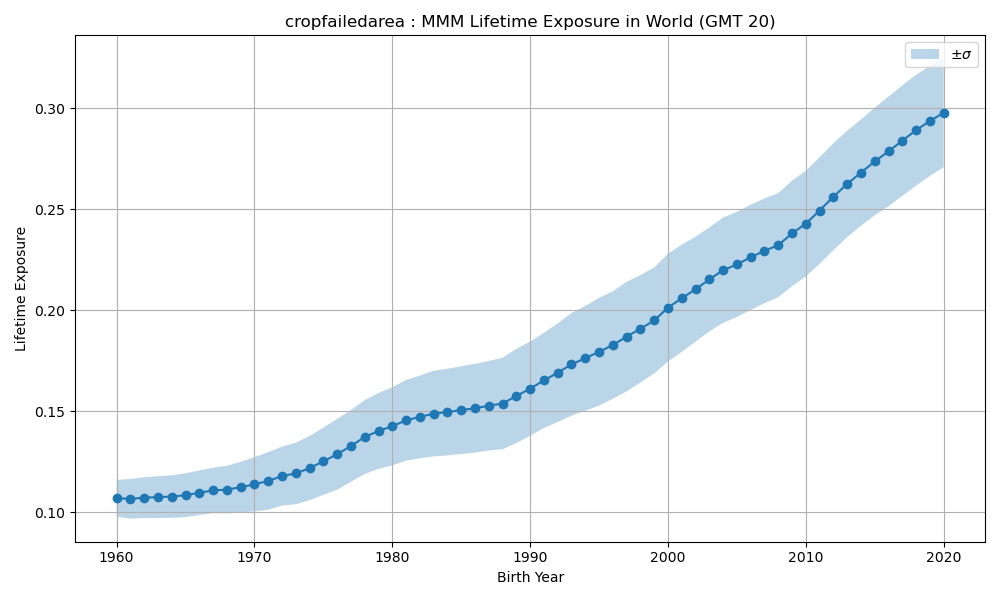 cropfailedarea : MMM Lifetime Exposure in World (GMT 20)
±σ
Lifetime Exposure
0.30
0.25
0.20
0.15
0.10
1960 1970 1980 1990 2000 2010 2020
Birth Year